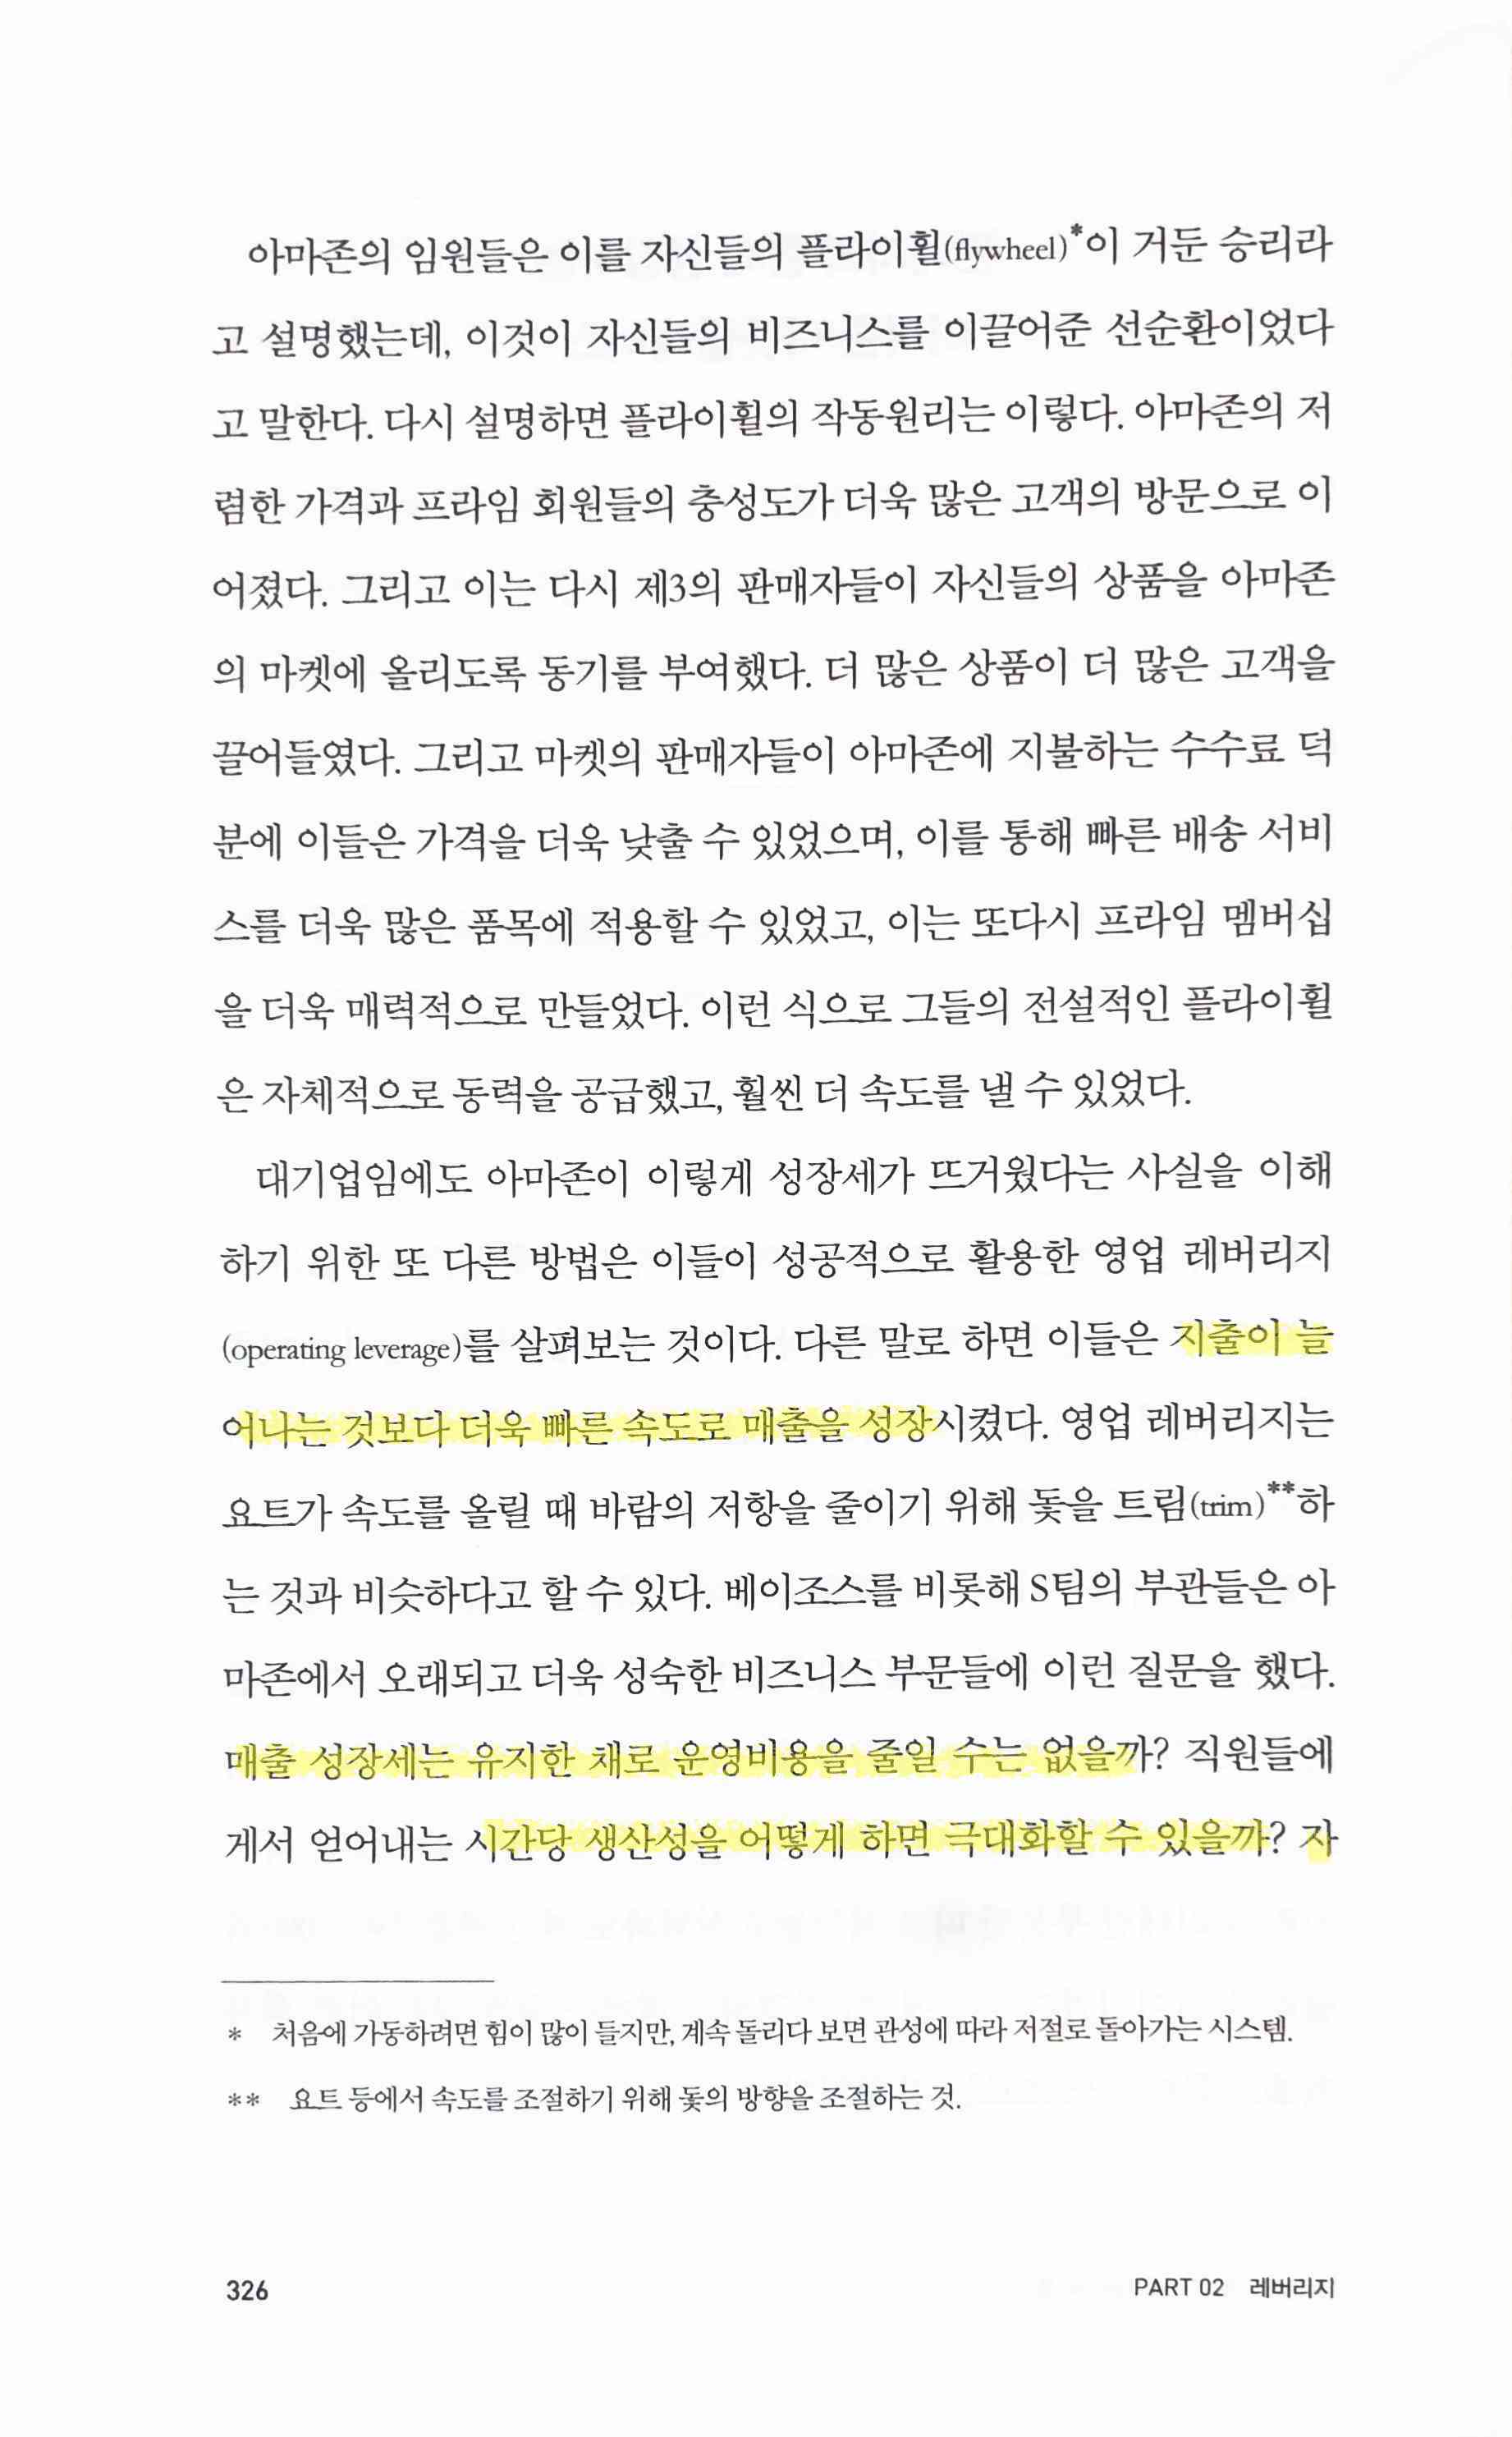 아마존의 임원들은 이를 자신들의 플라이휠(flywheel)*이 거둔 승리라
고 설명했는데, 이것이 자신들의 비즈니스를 이끌어준 선순환이었다
고 말한다. 다시 설명하면 플라이휠의 작동원리는 이렇다. 아마존의 저
렴한 가격과 프라임 회원들의 충성도가 더욱 많은 고객의 방문으로 이
어졌다. 그리고 이는 다시 제3의 판매자들이 자신들의 상품을 아마존
의 마켓에 올리도록 동기를 부여했다. 더 많은 상품이 더 많은 고객을
끌어들였다. 그리고 마켓의 판매자들이 아마존에 지불하는 수수료 덕
분에 이들은 가격을 더욱 낮출 수 있었으며, 이를 통해 빠른 배송 서비
스를 더욱 많은 품목에 적용할 수 있었고, 이는 또다시 프라임 멤버십
을 더욱 매력적으로 만들었다. 이런 식으로 그들의 전설적인 플라이휠
은 자체적으로 동력을 공급했고, 훨씬 더 속도를 낼 수 있었다.
대기업임에도 아마존이 이렇게 성장세가 뜨거웠다는 사실을 이해
하기 위한 또 다른 방법은 이들이 성공적으로 활용한 영업 레버리지
(operating leverage)를 살펴보는 것이다. 다른 말로 하면 이들은 지출이 늘
어나는 것보다 더욱 빠른 속도로 매출을 성장시켰다. 영업 레버리지는
요트가 속도를 올릴 때 바람의 저항을 줄이기 위해 돛을 트림(trim)**하
는 것과 비슷하다고 할 수 있다. 베이조스를 비롯해 S팀의 부관들은 아
마존에서 오래되고 더욱 성숙한 비즈니스 부문들에 이런 질문을 했다.
매출 성장세는 유지한 채로 운영비용을 줄일 수는 없을까? 직원들에
게서 얻어내는 시간당 생산성을 어떻게 하면 극대화할 수 있을까? 자
* 처음에 가동하려면 힘이 많이 들지만, 계속 돌리다 보면 관성에 따라 저절로 돌아가는 시스템.
** 요트 등에서 속도를 조절하기 위해 돛의 방향을 조절하는 것.
326
PART 02 레버리지